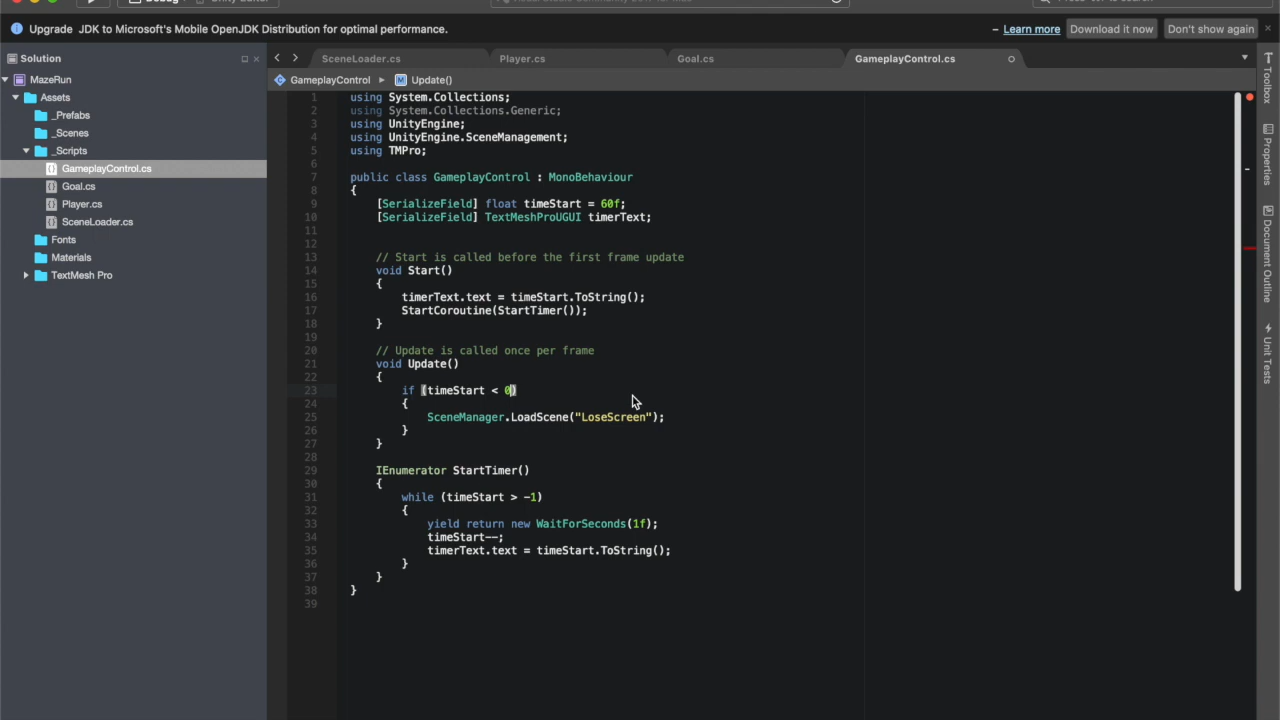 Upgrade JDK to Microsoft's Mobile OpenJDK Distribution for optimal performance.
– Learn more
Download it now
Don't show again
Solution
SceneLoader.cs
Player.cs
Goal.cs
GameplayControl.cs
MazeRun
GameplayControl
Update()
Assets
_Prefabs
_Scenes
_Scripts
GameplayControl.cs
Goal.cs
Player.cs
SceneLoader.cs
Fonts
Materials
TextMesh Pro
1 using System.Collections;
2 using System.Collections.Generic;
3 using UnityEngine;
4 using UnityEngine.SceneManagement;
5 using TMPro;
6
7 public class GameplayControl : MonoBehaviour
8 {
9 [SerializeField] float timeStart = 60f;
10 [SerializeField] TextMeshProUGUI timerText;
11
12
13 // Start is called before the first frame update
14 void Start()
15 {
16 timerText.text = timeStart.ToString();
17 StartCoroutine(StartTimer());
18 }
19
20 // Update is called once per frame
21 void Update()
22 {
23 if (timeStart < 0)
24 {
25 SceneManager.LoadScene("LoseScreen");
26 }
27 }
28
29 IEnumerator StartTimer()
30 {
31 while (timeStart > -1)
32 {
33 yield return new WaitForSeconds(1f);
34 timeStart--;
35 timerText.text = timeStart.ToString();
36 }
37 }
38 }
39
Toolbox
Properties
Document Outline
Unit Tests